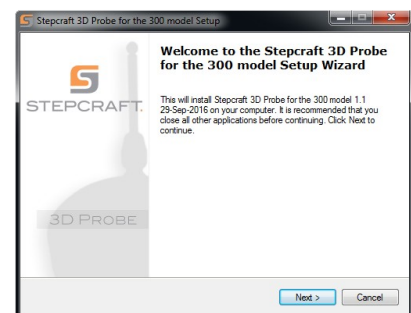 Stepcraft 3D Probe for the 300 model Setup
Welcome to the Stepcraft 3D Probe
for the 300 model Setup Wizard
STEPCRAFT.
This will install Stepcraft 3D Probe for the 300 model 1.1
29-Sep-2016 on your computer. It is recommended that you
close all other applications before continuing. Click Next to
continue.
3D PROBE
Next >
Cancel